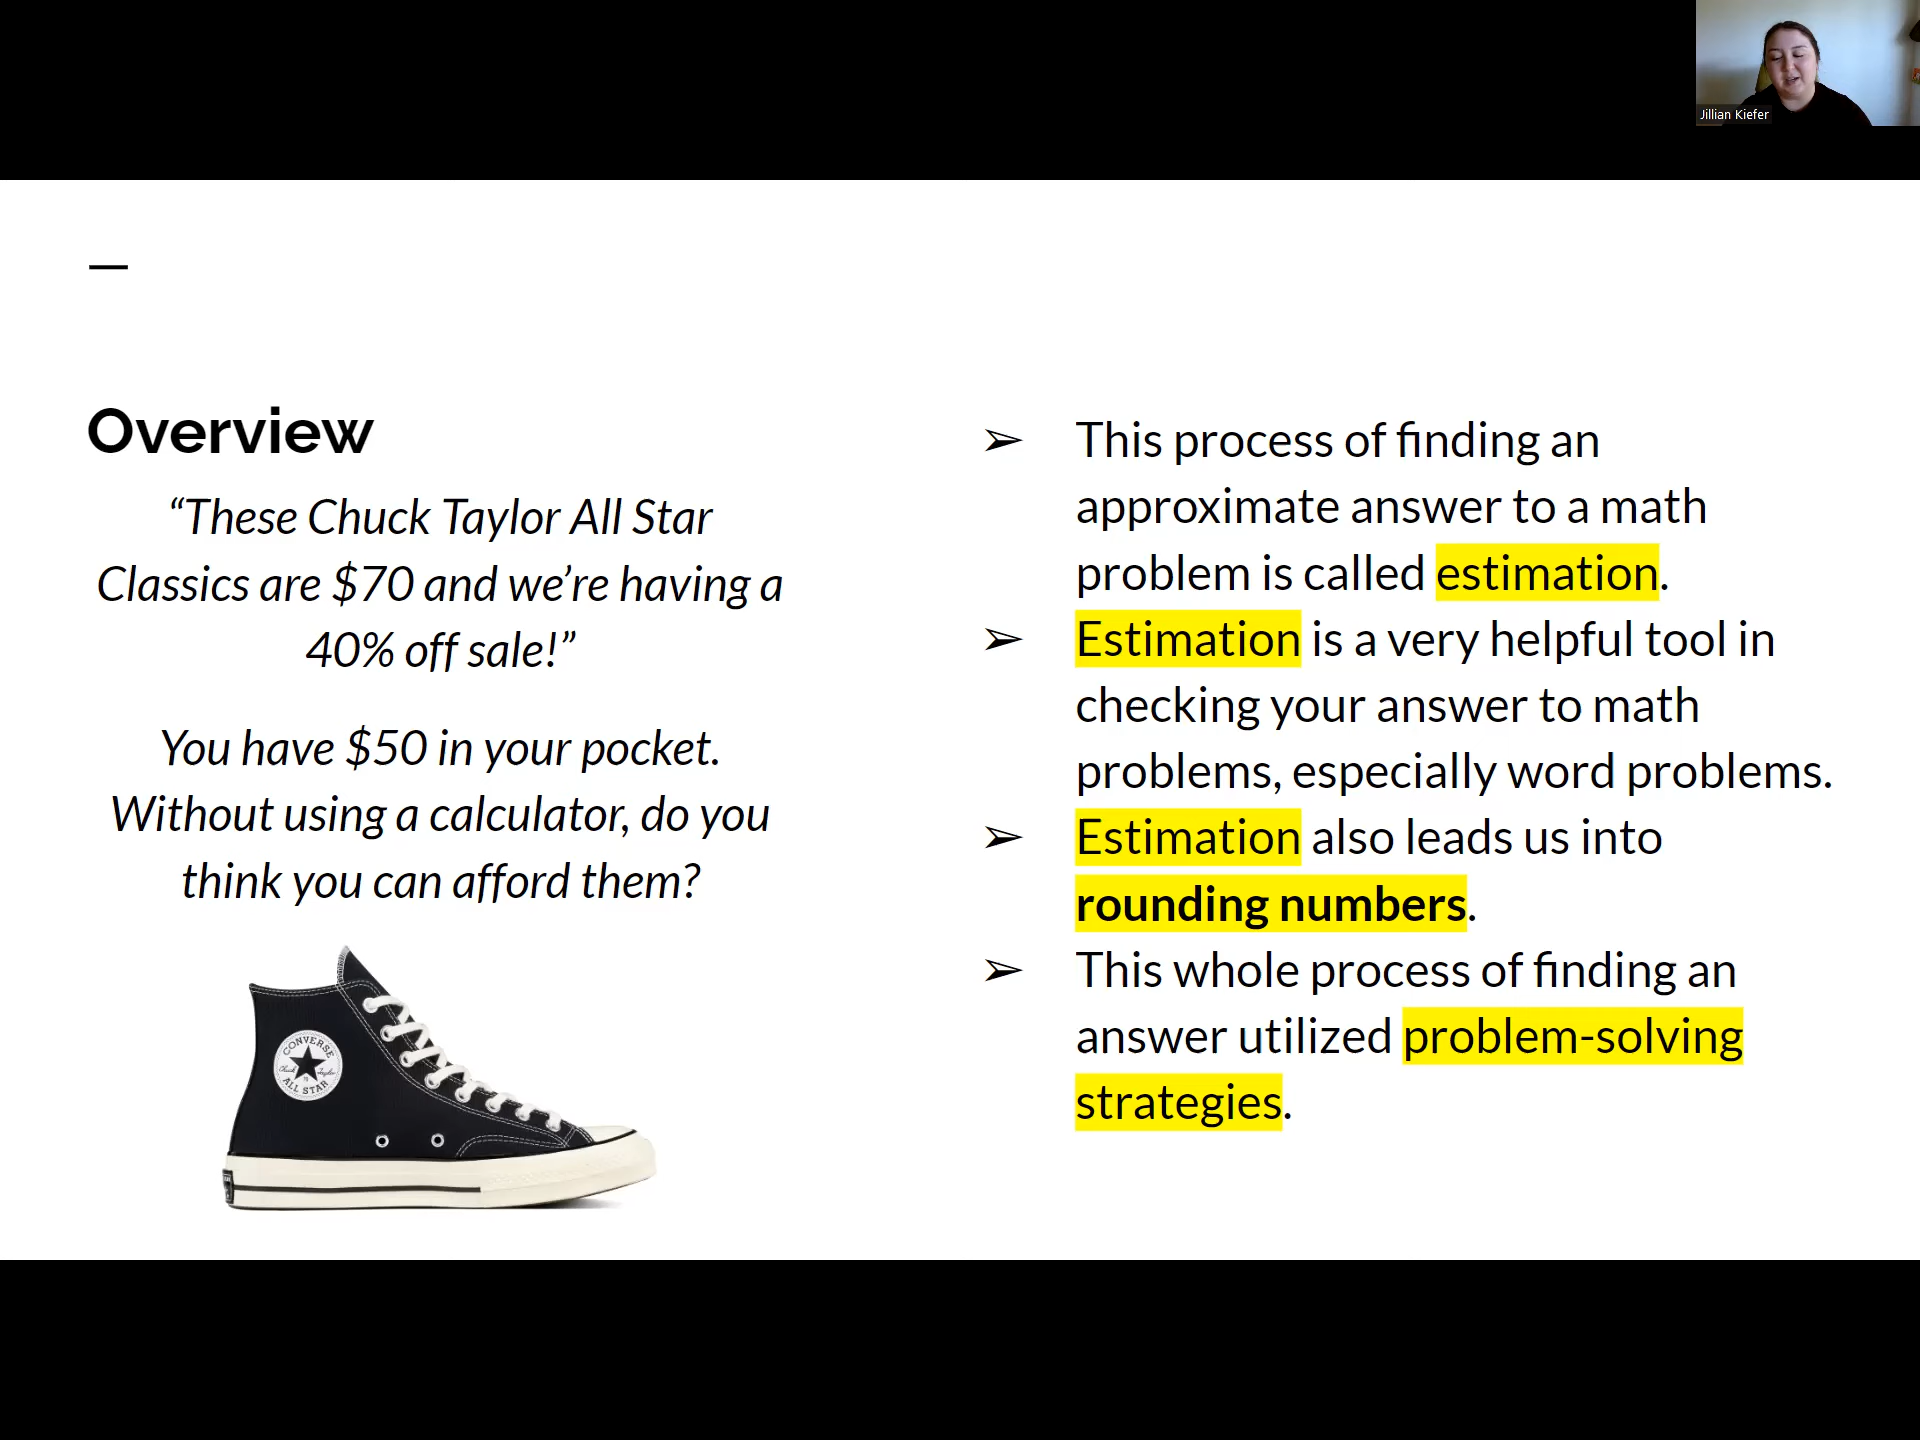 Jillian Kiefer
Overview
“These Chuck Taylor All Star
Classics are $70 and we’re having a
40% off sale!”
You have $50 in your pocket.
Without using a calculator, do you
think you can afford them?
CONVERSE
Chuck Taylor
ALL STAR
➢ This process of finding an
approximate answer to a math
problem is called estimation.
➢ Estimation is a very helpful tool in
checking your answer to math
problems, especially word problems.
➢ Estimation also leads us into
rounding numbers.
➢ This whole process of finding an
answer utilized problem-solving
strategies.